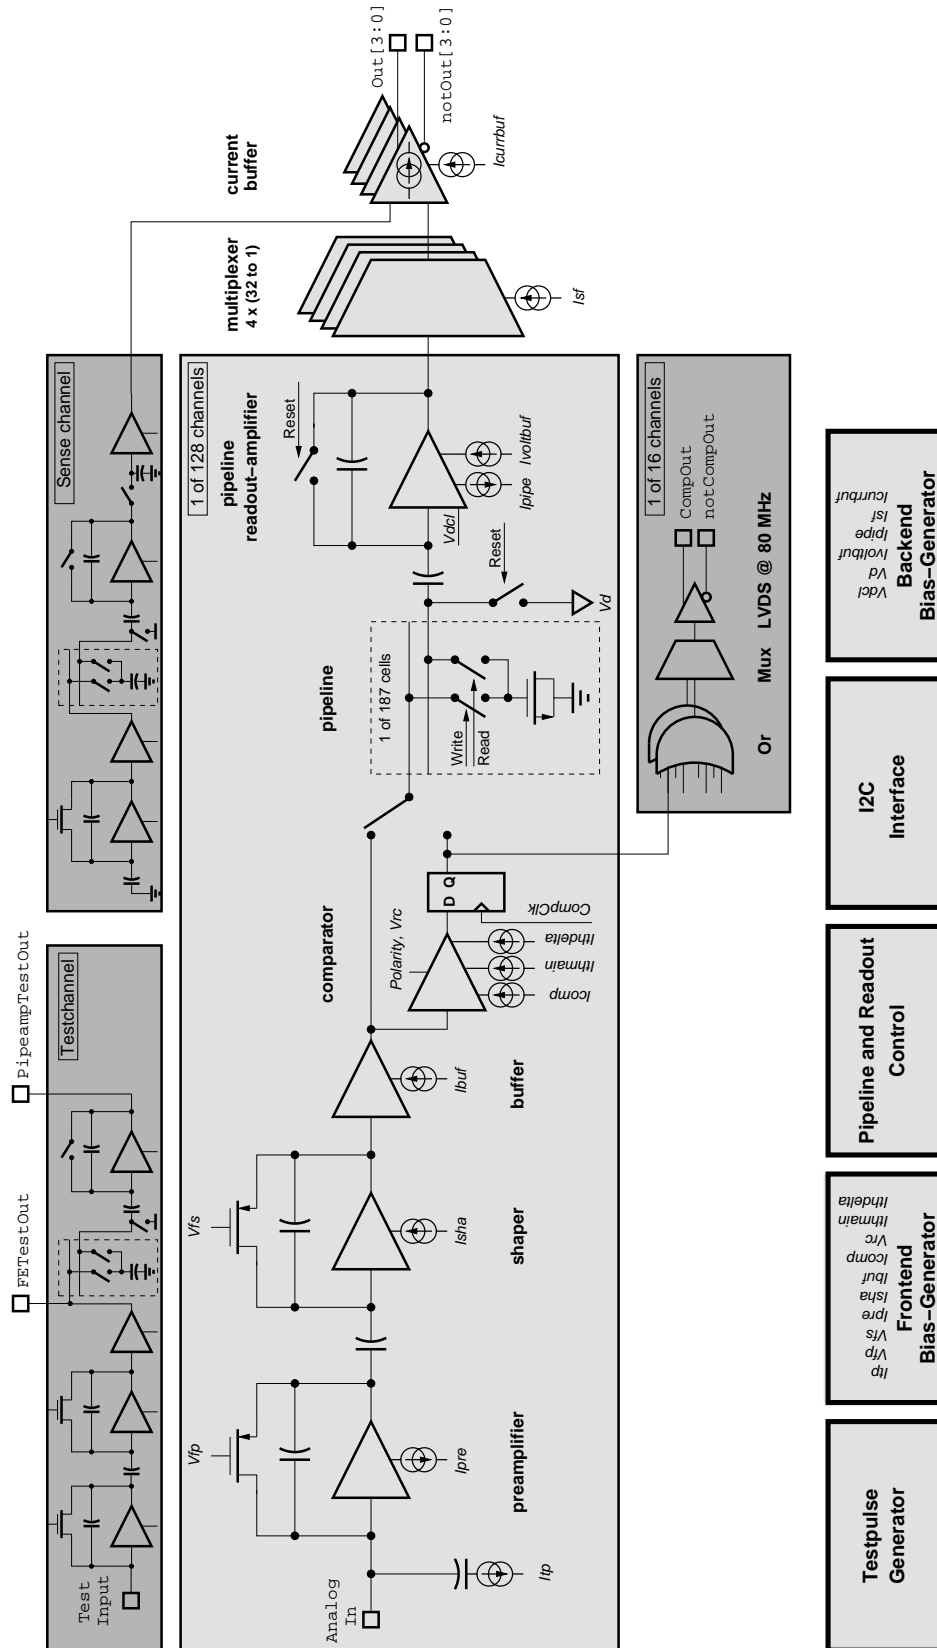 Test
Input
FETestOut
PipeampTestOut
Testchannel
Sense channel
Analog
In
Itp
Vfp
Ipre
preamplifier
Vfs
Isha
shaper
Ibuf
buffer
comparator
Polarity, Vrc
Icomp
Ithmain
Ithdelta
CompClk
D Q
pipeline
1 of 187 cells
Write
Read
Reset
Vd
1 of 128 channels
pipeline
readout−amplifier
Reset
Vdcl
Ipipe
Ivoltbuf
multiplexer
4 x (32 to 1)
Isf
current
buffer
Icurrbuf
Out[3:0]
notOut[3:0]
1 of 16 channels
CompOut
notCompOut
Or
Mux
LVDS @ 80 MHz
Testpulse
Generator
Itp
Vfp
Vfs
Ipre
Isha
Ibuf
Icomp
Vrc
Ithmain
Ithdelta
Frontend
Bias−Generator
Pipeline and Readout
Control
I2C
Interface
Vdcl
Vd
Ivoltbuf
Ipipe
Isf
Icurrbuf
Backend
Bias−Generator